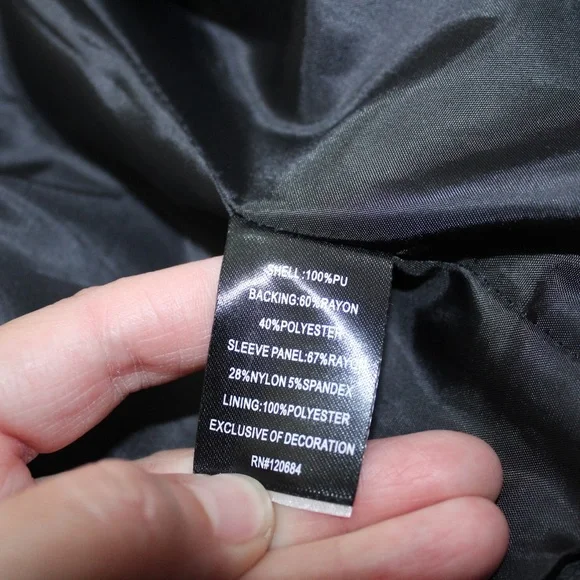 SHELL:100%PU
BACKING:60%RAYON
40%POLYESTER
SLEEVE PANEL:67%RAYO
28%NYLON 5%SPANDEX
LINING:100%POLYESTER
EXCLUSIVE OF DECORATION
RN#120684